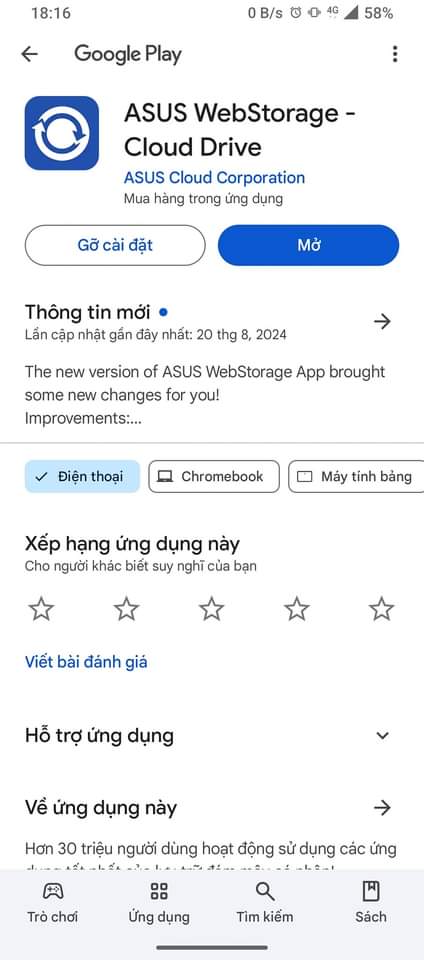 18:16
0 B/s 4G 58%
Google Play
ASUS WebStorage -
Cloud Drive
ASUS Cloud Corporation
Mua hàng trong ứng dụng
Gỡ cài đặt
Mở
Thông tin mới
Lần cập nhật gần đây nhất: 20 thg 8, 2024
The new version of ASUS WebStorage App brought
some new changes for you!
Improvements:...
Điện thoại
Chromebook
Máy tính bảng
Xếp hạng ứng dụng này
Cho người khác biết suy nghĩ của bạn
Viết bài đánh giá
Hỗ trợ ứng dụng
Về ứng dụng này
Hơn 30 triệu người dùng hoạt động sử dụng các ứng
Trò chơi
Ứng dụng
Tìm kiếm
Sách